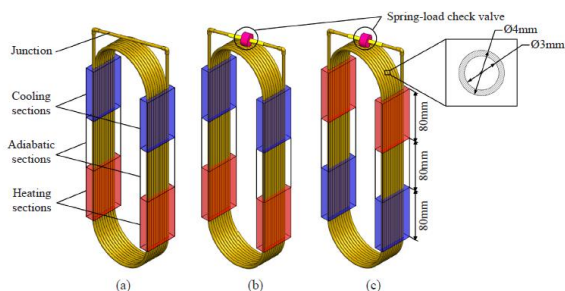 Spring-load check valve
Junction
Ø4mm
Ø3mm
Cooling
sections
Adiabatic
sections
Heating
sections
80mm
80mm
80mm
(a)
(b)
(c)